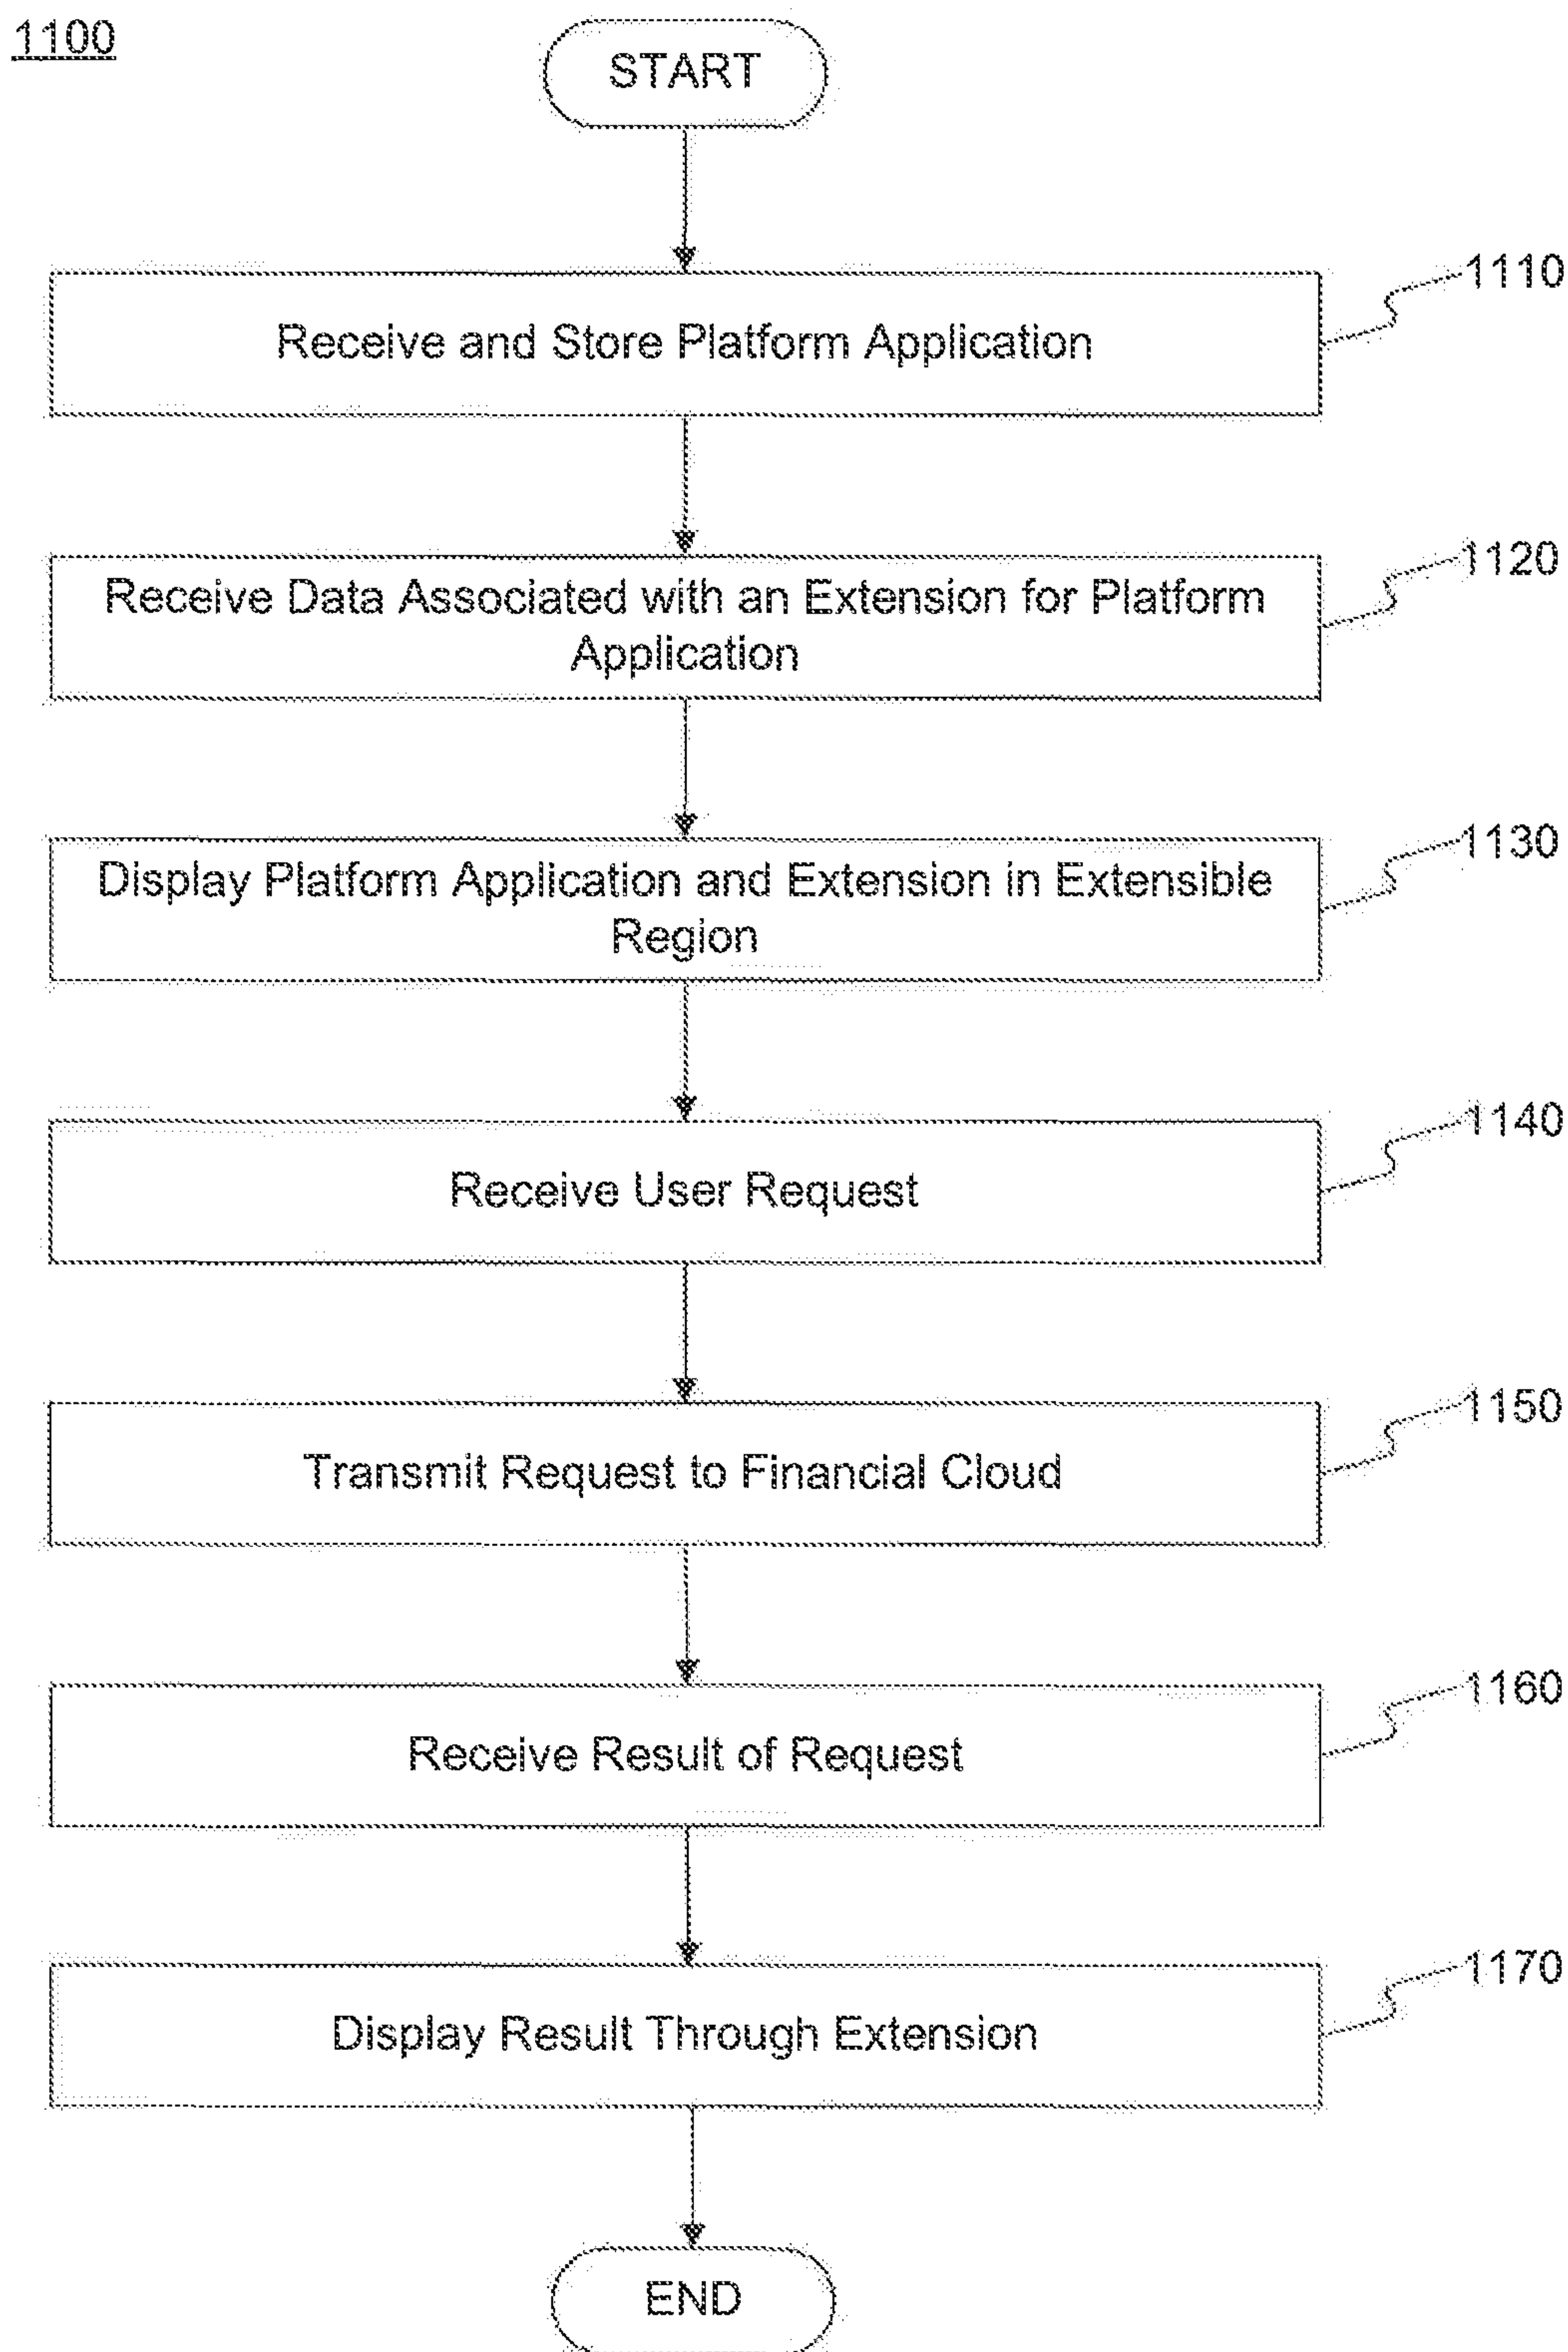 1100
START
Receive and Store Platform Application
1110
Receive Data Associated with an Extension for Platform
Application
1120
Display Platform Application and Extension in Extensible
Region
1130
Receive User Request
1140
Transmit Request to Financial Cloud
1150
Receive Result of Request
1160
Display Result Through Extension
1170
END